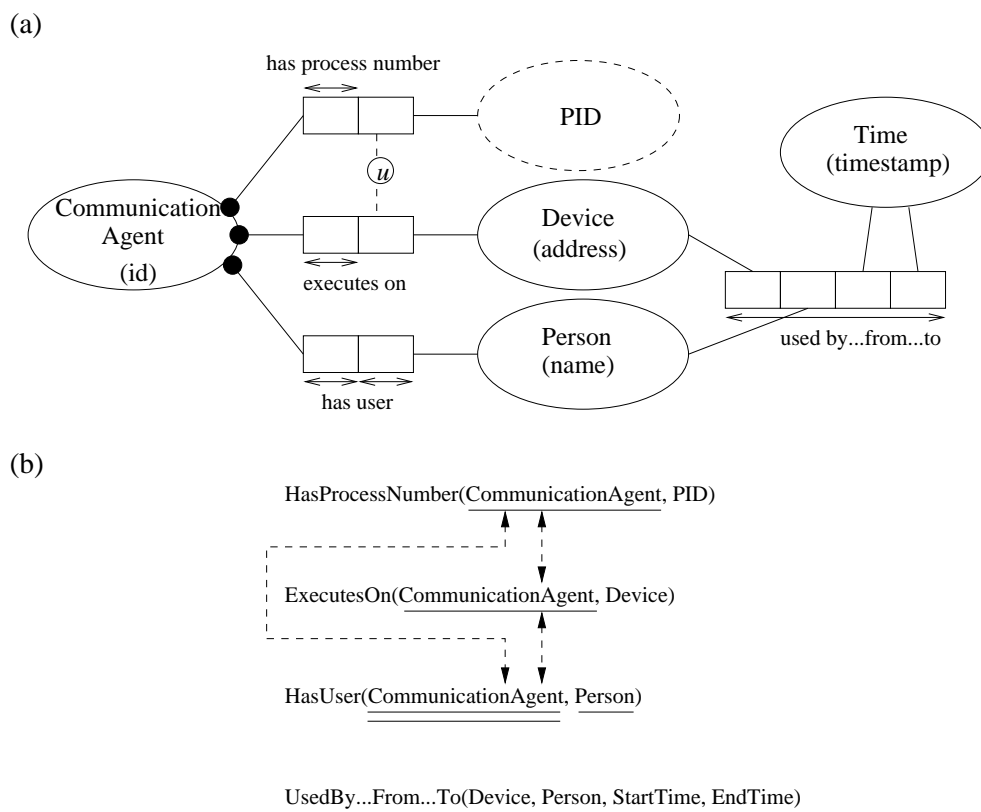 (a)
has process number
PID
Time
(timestamp)
u
Communication
Agent
(id)
Device
(address)
executes on
used by...from...to
Person
(name)
has user
(b)
HasProcessNumber(CommunicationAgent, PID)
ExecutesOn(CommunicationAgent, Device)
HasUser(CommunicationAgent, Person)
UsedBy...From...To(Device, Person, StartTime, EndTime)